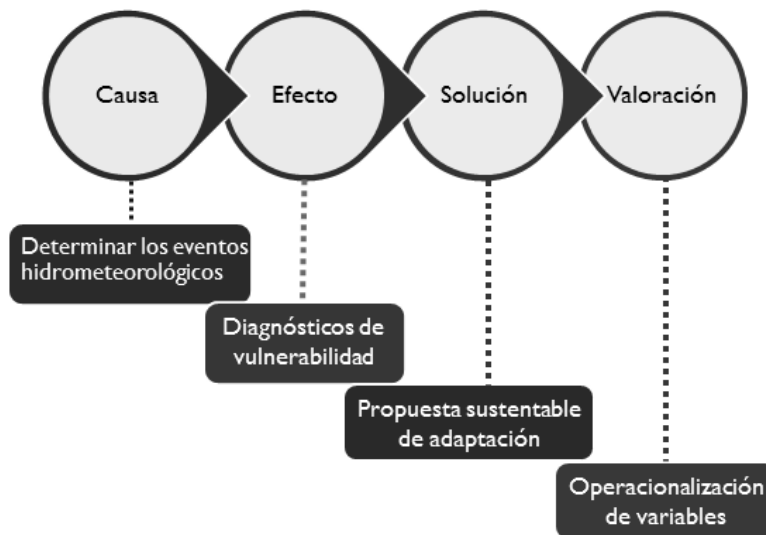 Causa
Efecto
Solución
Valoración
Determinar los eventos
hidrometeorológicos
Diagnósticos de
vulnerabilidad
Propuesta sustentable
de adaptación
Operacionalización
de variables